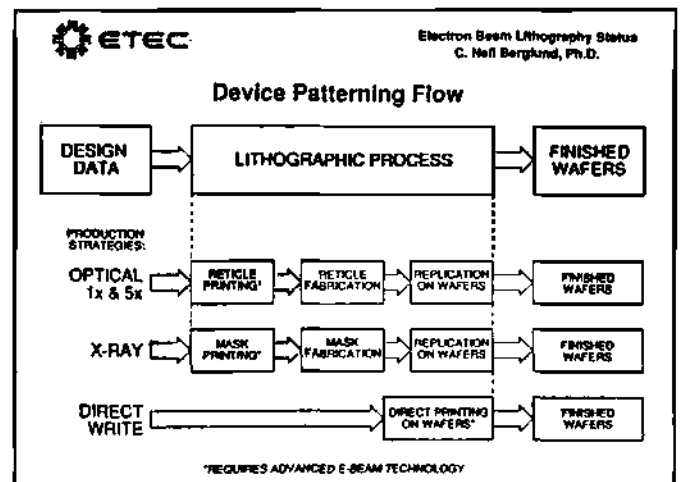 ETEC
Electron Beam Lithography Status
C. Neil Berglund, Ph.D.
Device Patterning Flow
DESIGN
DATA
LITHOGRAPHIC PROCESS
FINISHED
WAFERS
PRODUCTION
STRATEGIES:
OPTICAL
1x & 5x
RETICLE
PRINTING*
RETICLE
FABRICATION
REPLICATION
ON WAFERS
FINISHED
WAFERS
X-RAY
MASK
PRINTING*
MASK
FABRICATION
REPLICATION
ON WAFERS
FINISHED
WAFERS
DIRECT
WRITE
DIRECT PRINTING
ON WAFERS*
FINISHED
WAFERS
*REQUIRES ADVANCED E-BEAM TECHNOLOGY